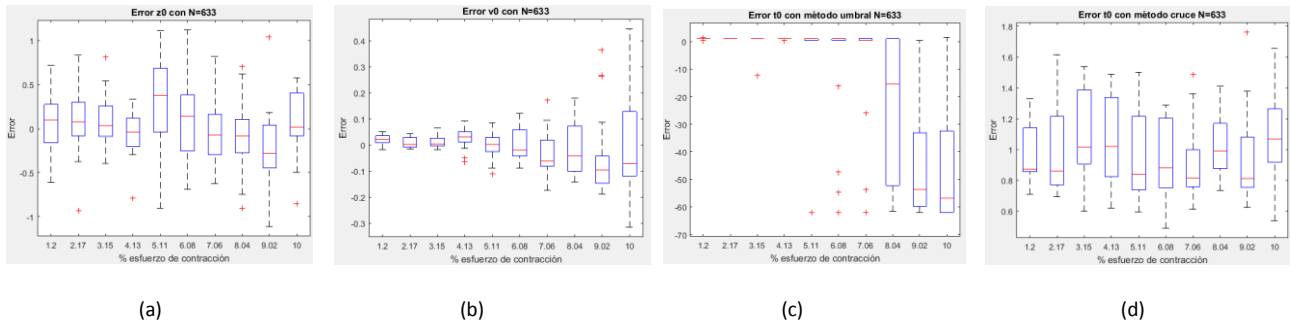 Error z0 con N=633
Error
1
0.5
0
-0.5
-1
1.2 2.17 3.15 4.13 5.11 6.08 7.06 8.04 9.02 10
% esfuerzo de contracción
(a)
Error v0 con N=633
Error
0.4
0.3
0.2
0.1
0
-0.1
-0.2
-0.3
1.2 2.17 3.15 4.13 5.11 6.08 7.06 8.04 9.02 10
% esfuerzo de contracción
(b)
Error t0 con mètodo umbral N=633
Error
0
-10
-20
-30
-40
-50
-60
-70
1.2 2.17 3.15 4.13 5.11 6.08 7.06 8.04 9.02 10
% esfuerzo de contracción
(c)
Error t0 con mètodo cruce N=633
Error
1.8
1.6
1.4
1.2
1
0.8
0.6
1.2 2.17 3.15 4.13 5.11 6.08 7.06 8.04 9.02 10
% esfuerzo de contracción
(d)